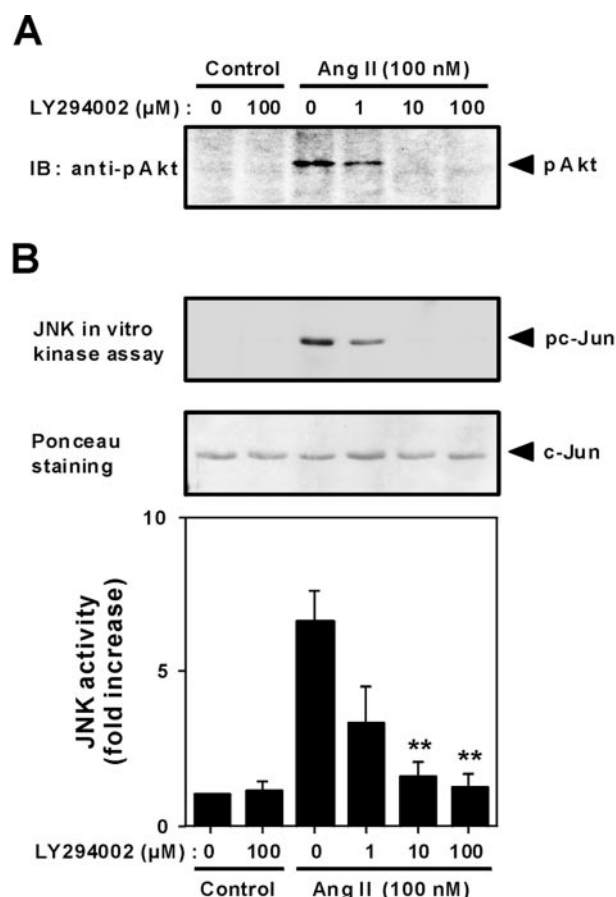 A
Control Ang II (100 nM)
LY294002 (µM) : 0 100 0 1 10 100
IB: anti-pAkt pAkt
B
JNK in vitro
kinase assay
pc-Jun
Ponceau
staining
c-Jun
10
5
0
JNK activity
(fold increase)
** **
LY294002 (µM) : 0 100 0 1 10 100
Control Ang II (100 nM)